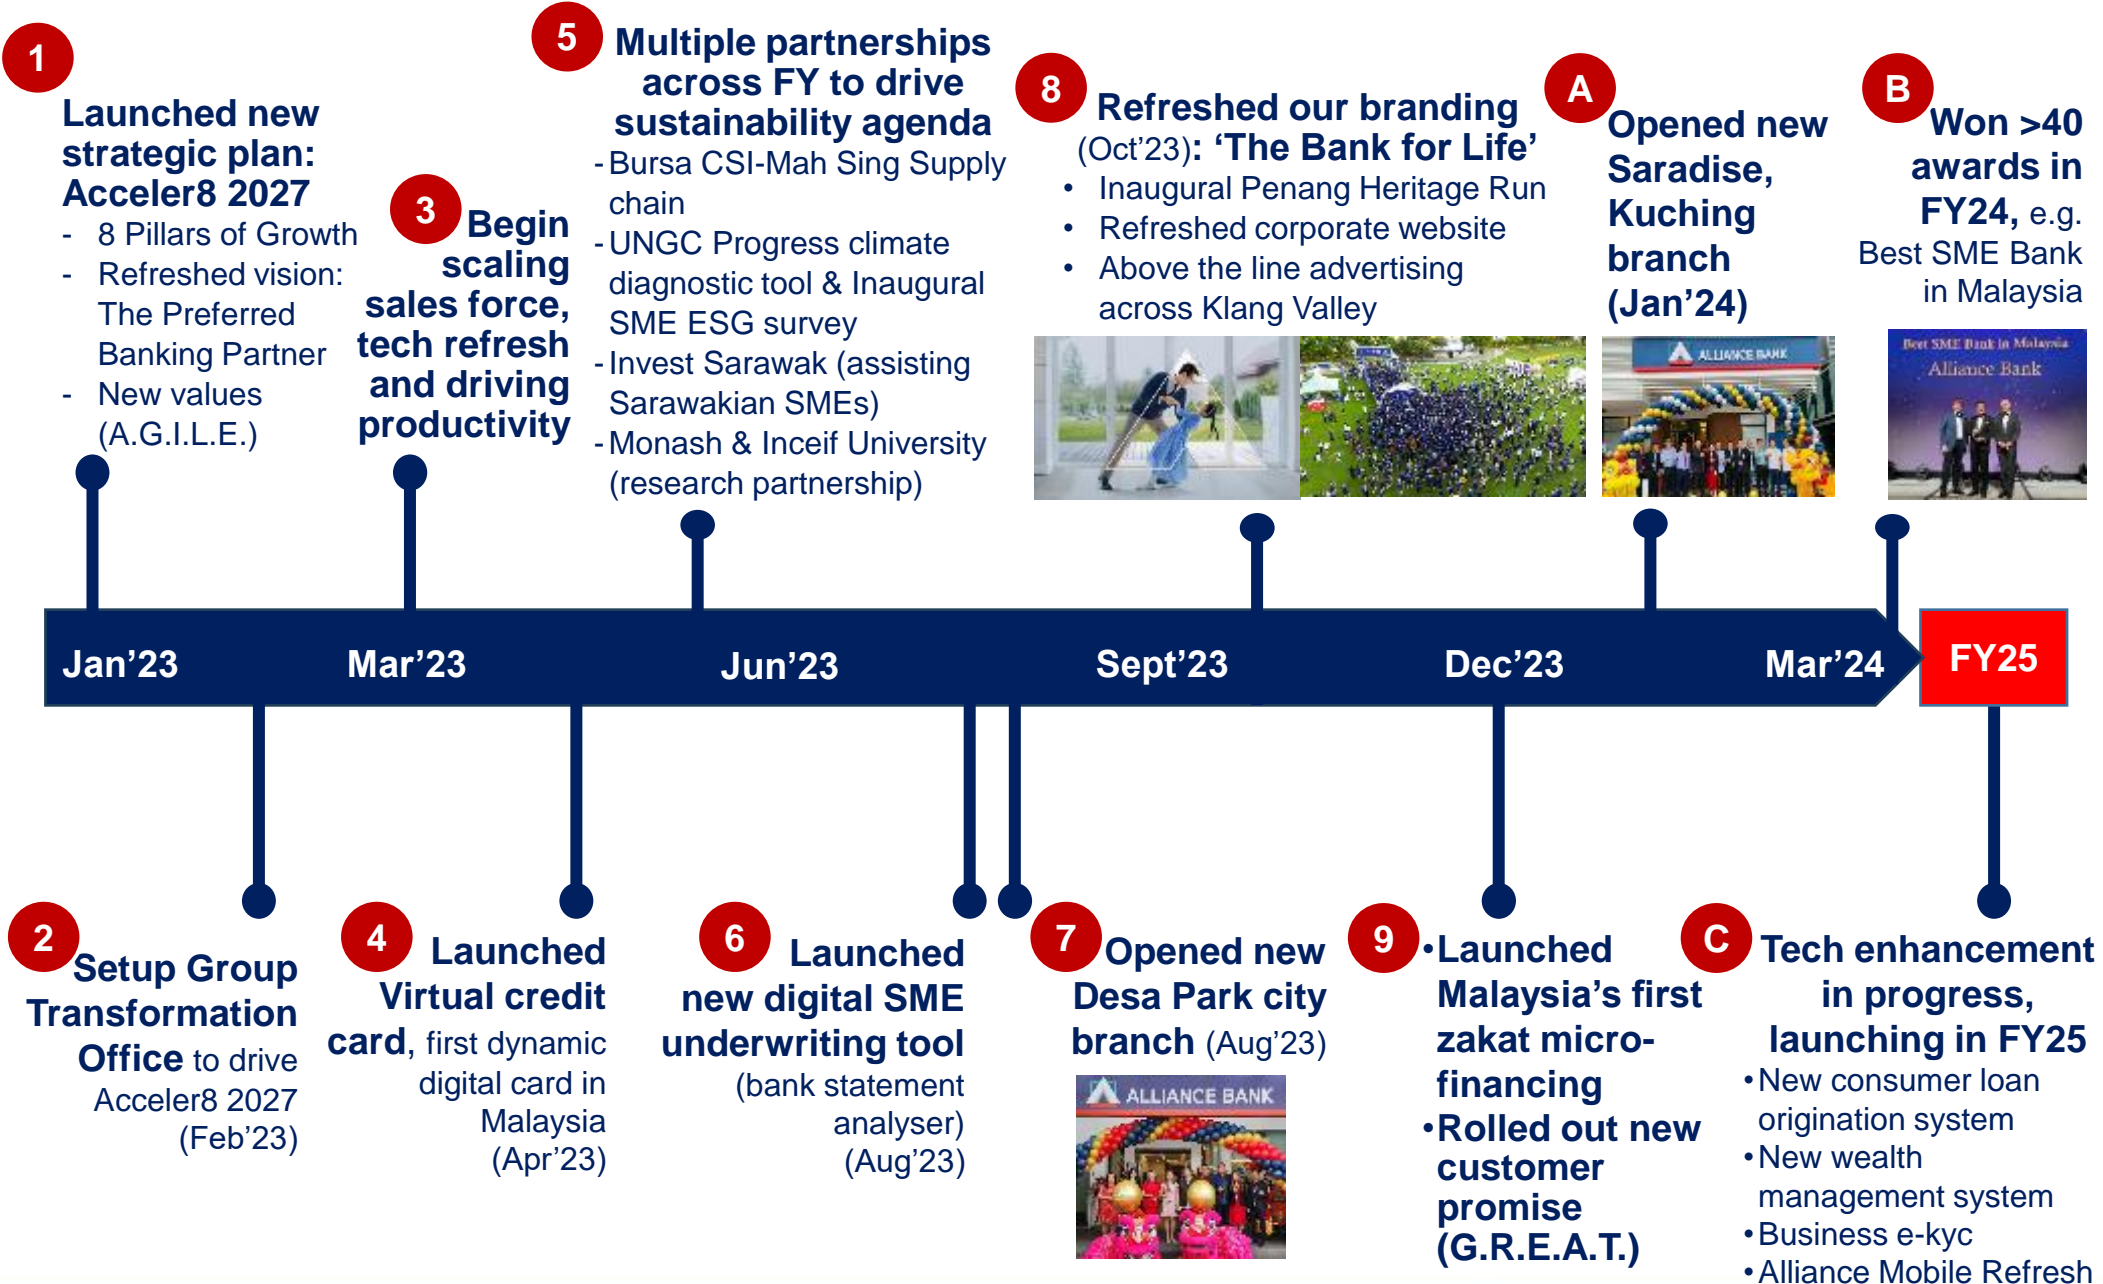 1
Launched new
strategic plan:
Acceler8 2027
- 8 Pillars of Growth
- Refreshed vision:
The Preferred
Banking Partner
- New values
(A.G.I.L.E.)
3
Begin
scaling
sales force,
tech refresh
and driving
productivity
5
Multiple partnerships
across FY to drive
sustainability agenda
- Bursa CSI-Mah Sing Supply
chain
- UNGC Progress climate
diagnostic tool & Inaugural
SME ESG survey
- Invest Sarawak (assisting
Sarawakian SMEs)
- Monash & Inceif University
(research partnership)
8
Refreshed our branding
(Oct’23): ‘The Bank for Life’
• Inaugural Penang Heritage Run
• Refreshed corporate website
• Above the line advertising
across Klang Valley
A
Opened new
Saradise,
Kuching
branch
(Jan’24)
ALLIANCE BANK
B
Won >40
awards in
FY24, e.g.
Best SME Bank
in Malaysia
Best SME Bank in Malaysia
Alliance Bank
Jan’23
Mar’23
Jun’23
Sept’23
Dec’23
Mar’24
FY25
2
Setup Group
Transformation
Office to drive
Acceler8 2027
(Feb’23)
4
Launched
Virtual credit
card, first dynamic
digital card in
Malaysia
(Apr’23)
6
Launched
new digital SME
underwriting tool
(bank statement
analyser)
(Aug’23)
7
Opened new
Desa Park city
branch (Aug’23)
ALLIANCE BANK
9
•Launched
Malaysia’s first
zakat micro-
financing
•Rolled out new
customer
promise
(G.R.E.A.T.)
C
Tech enhancement
in progress,
launching in FY25
•New consumer loan
origination system
•New wealth
management system
•Business e-kyc
•Alliance Mobile Refresh